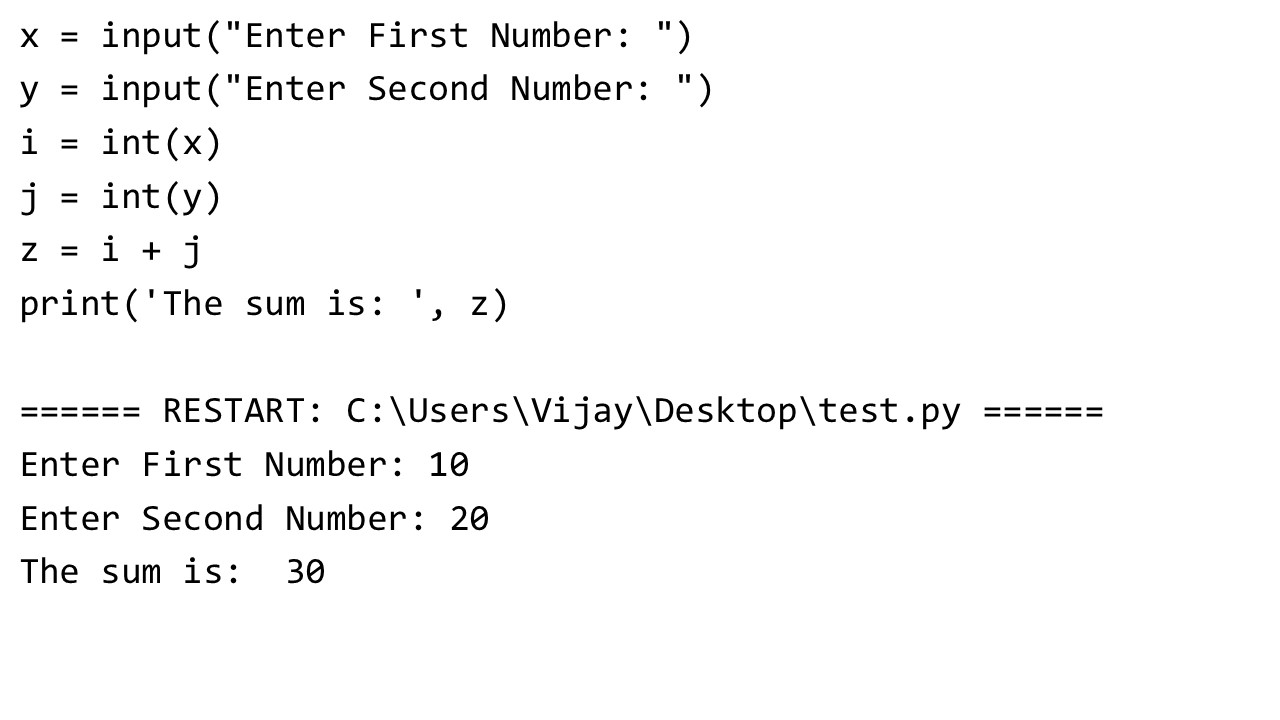 x = input("Enter First Number: ")
y = input("Enter Second Number: ")
i = int(x)
j = int(y)
z = i + j
print('The sum is: ', z)
====== RESTART: C:\Users\Vijay\Desktop\test.py ======
Enter First Number: 10
Enter Second Number: 20
The sum is:  30